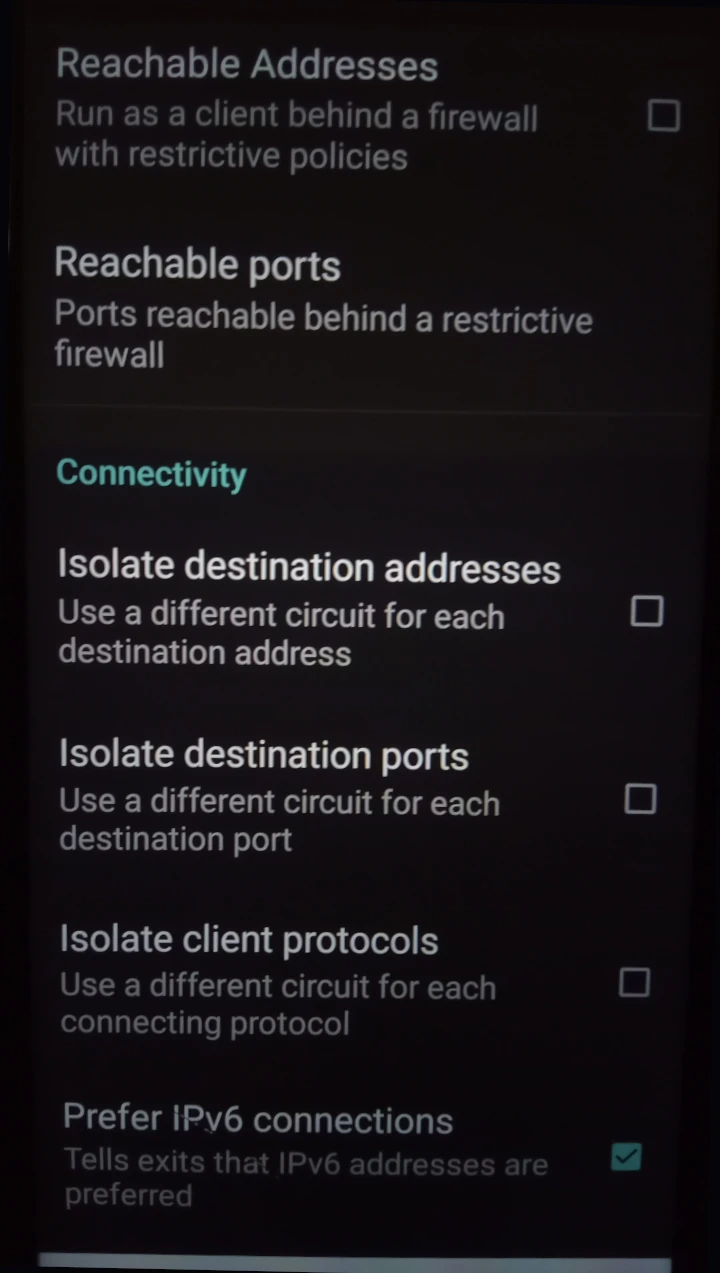 Reachable Addresses
Run as a client behind a firewall
with restrictive policies
Reachable ports
Ports reachable behind a restrictive
firewall
Connectivity
Isolate destination addresses
Use a different circuit for each
destination address
Isolate destination ports
Use a different circuit for each
destination port
Isolate client protocols
Use a different circuit for each
connecting protocol
Prefer IPv6 connections
Tells exits that IPv6 addresses are
preferred